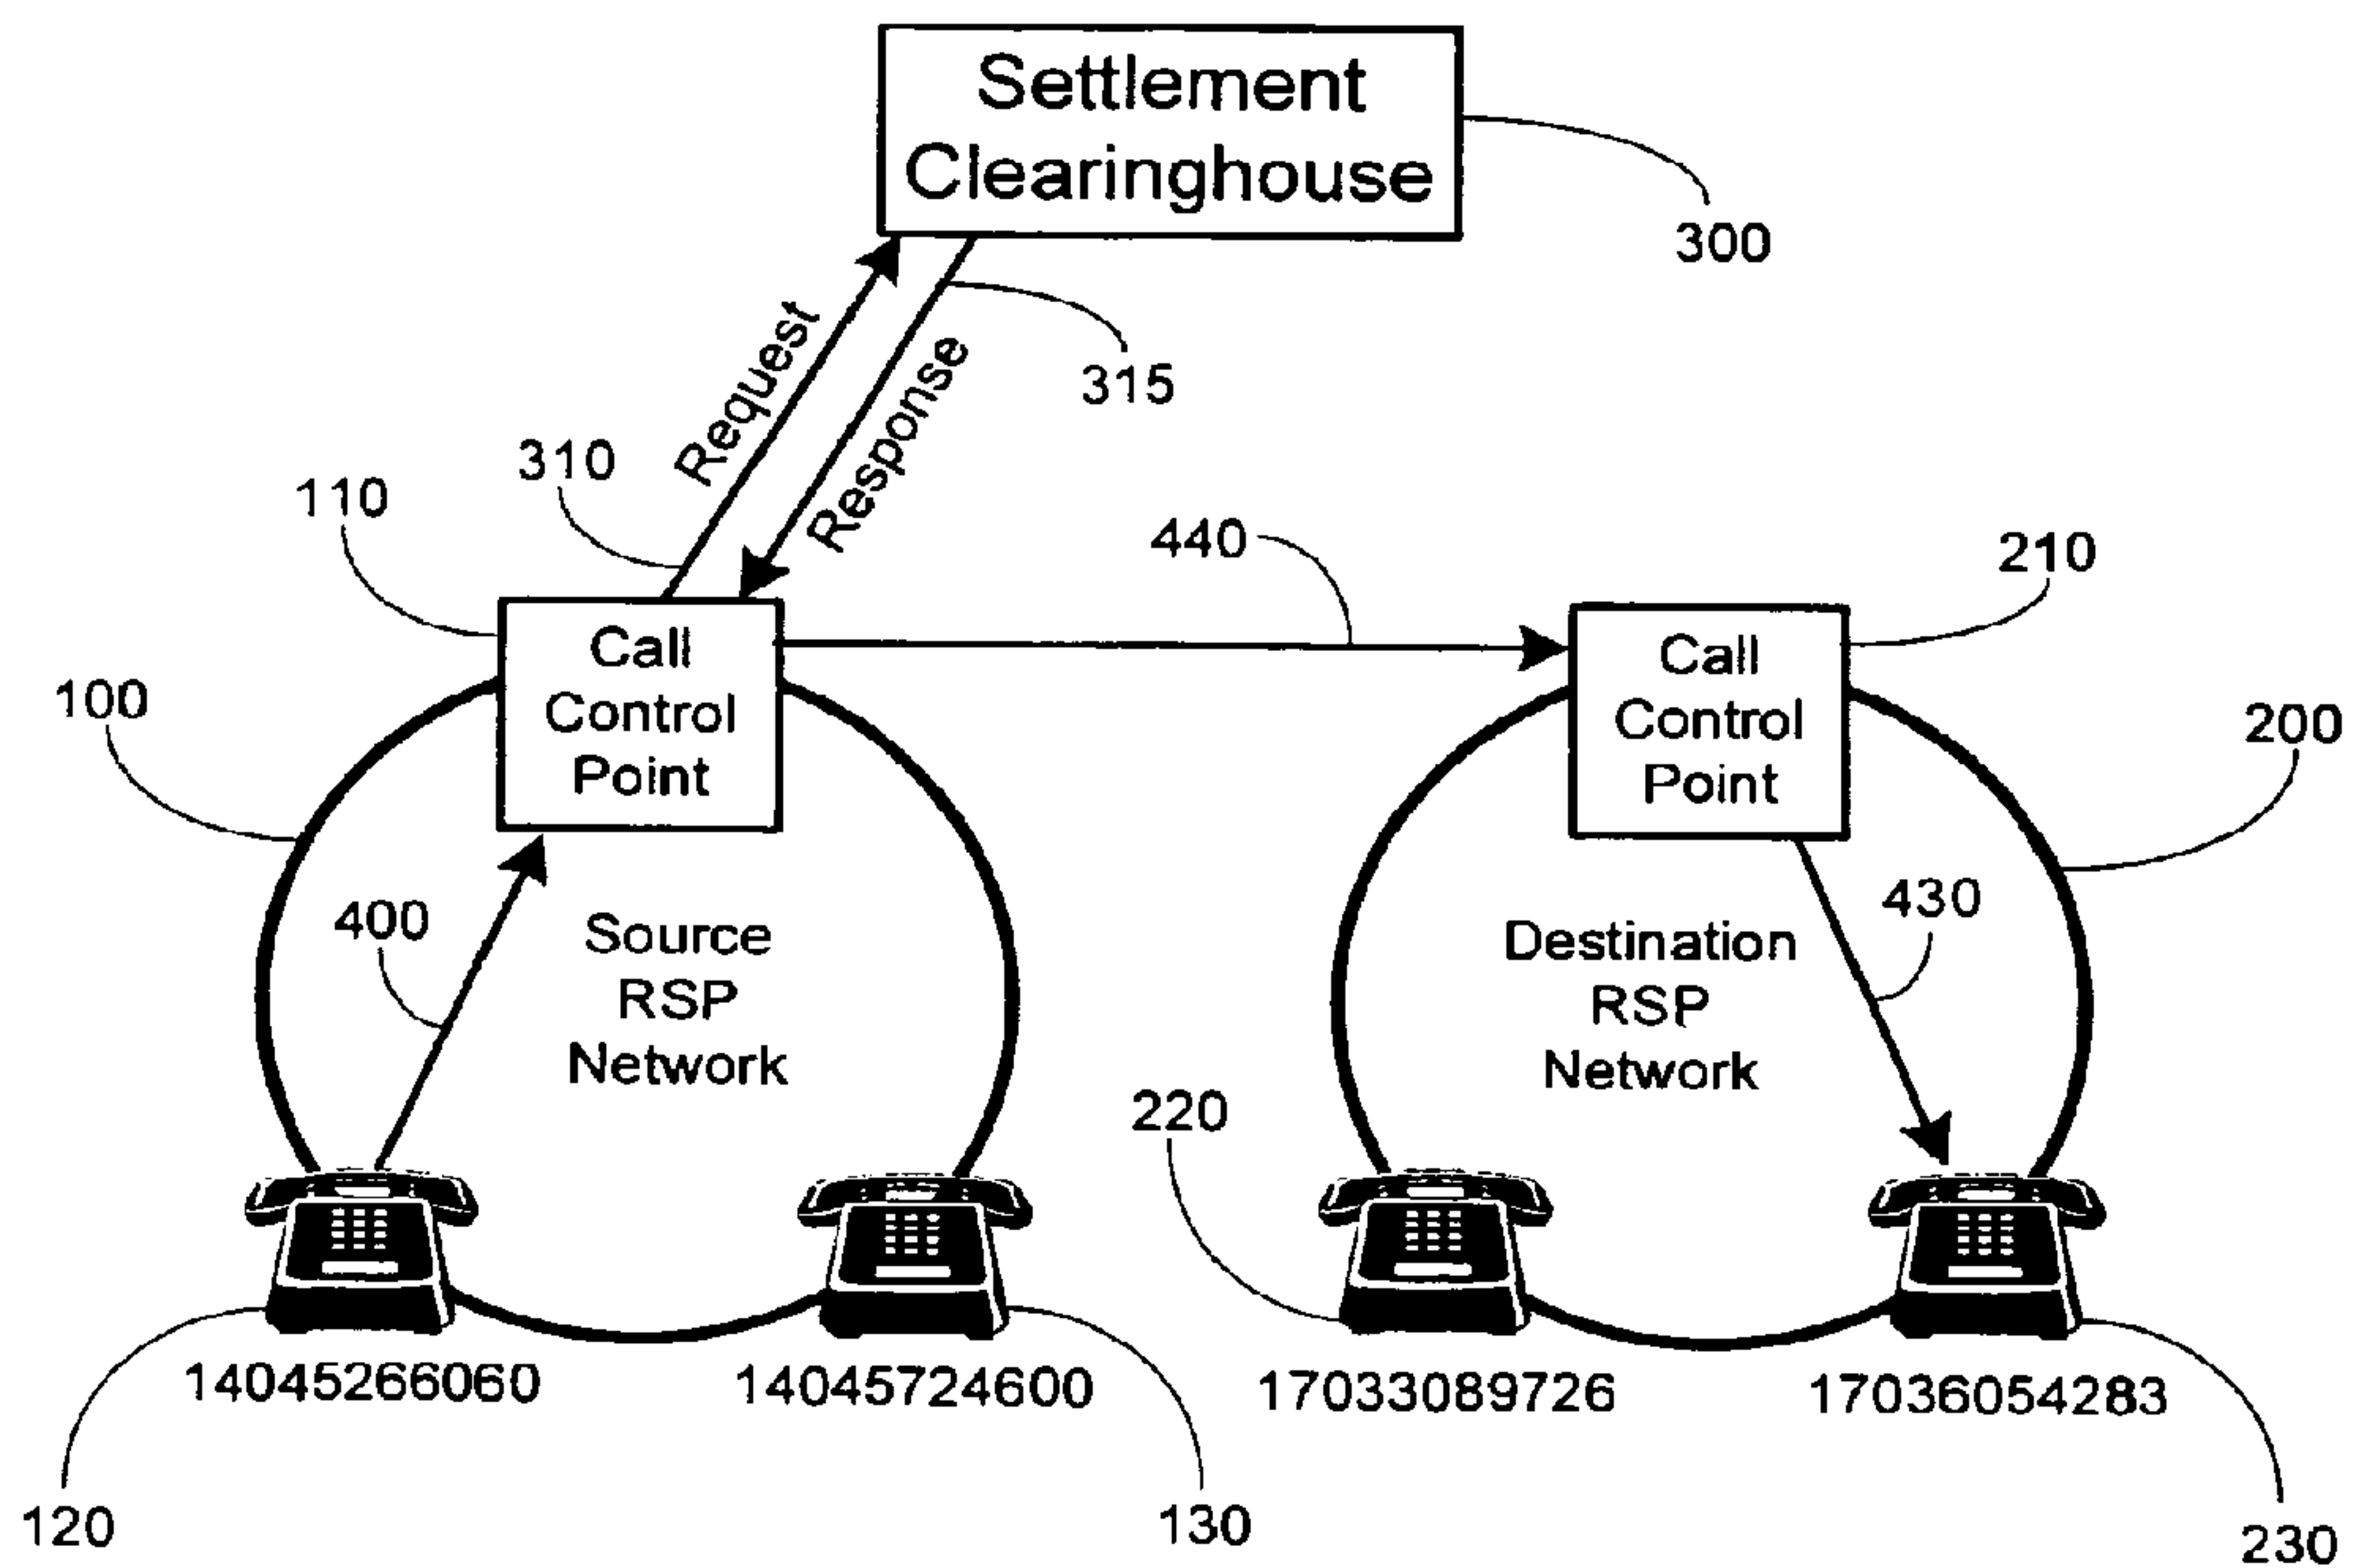 Settlement
Clearinghouse
300
Request
Response
315
310
110
440
210
Call
Control
Point
Call
Control
Point
100
200
400
Source
RSP
Network
430
Destination
RSP
Network
220
14045266060
14045724600
17033089726
17036054283
120
130
230